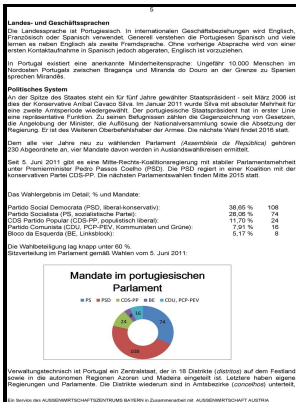 5
Landes- und Geschäftssprachen
Die Landessprache ist Portugiesisch. In internationalen Geschäftsbeziehungen wird Englisch,
Französisch oder Spanisch verwendet. Generell verstehen die Portugiesen Spanisch und viele
lernen es neben Englisch als zweite Fremdsprache. Ohne vorherige Absprache wird von einer
ersten Kontaktaufnahme in Spanisch jedoch abgeraten, Englisch ist vorzuziehen.
In Portugal existiert eine anerkannte Minderheitensprache: Ungefähr 10.000 Menschen im
Nordosten Portugals zwischen Bragança und Miranda do Douro an der Grenze zu Spanien
sprechen Mirandês.
Politisches System
An der Spitze des Staates steht ein für fünf Jahre gewählter Staatspräsident - seit März 2006 ist
dies der Konservative Aníbal Cavaco Silva. Im Januar 2011 wurde Silva mit absoluter Mehrheit für
eine zweite Amtsperiode wiedergewählt. Der portugiesische Staatspräsident hat in erster Linie
eine repräsentative Funktion. Zu seinen Befugnissen zählen die Gegenzeichnung von Gesetzen,
die Angelobung der Minister, die Auflösung der Nationalversammlung sowie die Absetzung der
Regierung. Er ist des Weiteren Oberbefehlshaber der Armee. Die nächste Wahl findet 2016 statt.
Dem alle vier Jahre neu zu wählenden Parlament (Assembleia da República) gehören
230 Abgeordnete an, vier Mandate davon werden in Auslandswahlkreisen ermittelt.
Seit 5. Juni 2011 gibt es eine Mitte-Rechts-Koalitionsregierung mit stabiler Parlamentsmehrheit
unter Premierminister Pedro Passos Coelho (PSD). Die PSD regiert in einer Koalition mit der
konservativen Partei CDS-PP. Die nächsten Parlamentswahlen finden Mitte 2015 statt.
Das Wahlergebnis im Detail; % und Mandate:
Partido Social Democrata (PSD, liberal-konservativ): 38,65 % 108
Partido Socialista (PS, sozialistische Partei): 28,06 % 74
CDS Partido Popular (CDS-PP, populistisch liberal): 11,70 % 24
Partido Comunista (CDU, PCP-PEV, Kommunisten und Grüne): 7,91 % 16
Bloco da Esquerda (BE, Linksblock): 5,17 % 8
Die Wahlbeteiligung lag knapp unter 60 %.
Sitzverteilung im Parlament gemäß Wahlen vom 5. Juni 2011:
Mandate im portugiesischen
Parlament
PS PSD CDS-PP BE CDU, PCP-PEV
16
8
24
74
108
Verwaltungstechnisch ist Portugal ein Zentralstaat, der in 18 Distrikte (distritos) auf dem Festland
sowie in die autonomen Regionen Azoren und Madeira eingeteilt ist. Letztere haben eigene
Regierungen und Parlamente. Die Distrikte wiederum sind in Amtsbezirke (concelhos) unterteilt,
Ein Service des AUSSENWIRTSCHAFTSZENTRUMS BAYERN in Zusammenarbeit mit AUSSENWIRTSCHAFT AUSTRIA